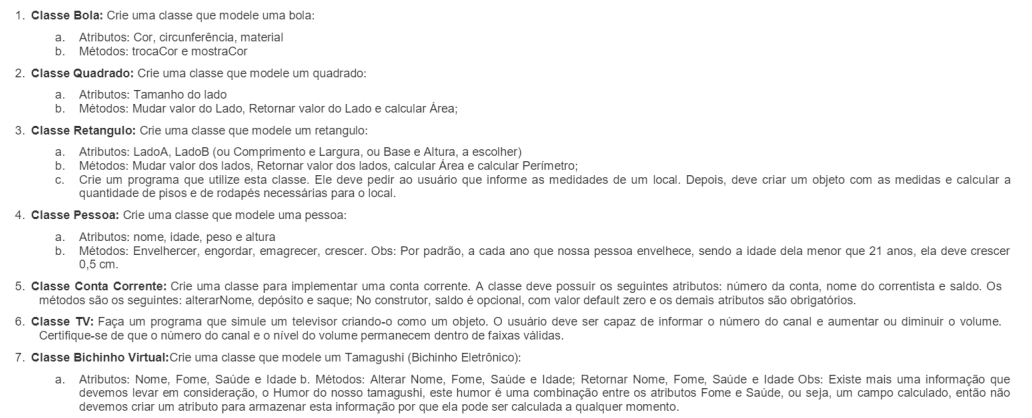 1. Classe Bola: Crie uma classe que modele uma bola:
a. Atributos: Cor, circunferência, material
b. Métodos: trocaCor e mostraCor
2. Classe Quadrado: Crie uma classe que modele um quadrado:
a. Atributos: Tamanho do lado
b. Métodos: Mudar valor do Lado, Retornar valor do Lado e calcular Área;
3. Classe Retangulo: Crie uma classe que modele um retangulo:
a. Atributos: LadoA, LadoB (ou Comprimento e Largura, ou Base e Altura, a escolher)
b. Métodos: Mudar valor dos lados, Retornar valor dos lados, calcular Área e calcular Perímetro;
c. Crie um programa que utilize esta classe. Ele deve pedir ao usuário que informe as medidades de um local. Depois, deve criar um objeto com as medidas e calcular a
quantidade de pisos e de rodapés necessárias para o local.
4. Classe Pessoa: Crie uma classe que modele uma pessoa:
a. Atributos: nome, idade, peso e altura
b. Métodos: Envelhercer, engordar, emagrecer, crescer. Obs: Por padrão, a cada ano que nossa pessoa envelhece, sendo a idade dela menor que 21 anos, ela deve crescer
0,5 cm.
5. Classe Conta Corrente: Crie uma classe para implementar uma conta corrente. A classe deve possuir os seguintes atributos: número da conta, nome do correntista e saldo. Os
métodos são os seguintes: alterarNome, depósito e saque; No construtor, saldo é opcional, com valor default zero e os demais atributos são obrigatórios.
6. Classe TV: Faça um programa que simule um televisor criando-o como um objeto. O usuário deve ser capaz de informar o número do canal e aumentar ou diminuir o volume.
Certifique-se de que o número do canal e o nível do volume permanecem dentro de faixas válidas.
7. Classe Bichinho Virtual:Crie uma classe que modele um Tamagushi (Bichinho Eletrônico):
a. Atributos: Nome, Fome, Saúde e Idade b. Métodos: Alterar Nome, Fome, Saúde e Idade; Retornar Nome, Fome, Saúde e Idade Obs: Existe mais uma informação que
devemos levar em consideração, o Humor do nosso tamagushi, este humor é uma combinação entre os atributos Fome e Saúde, ou seja, um campo calculado, então não
devemos criar um atributo para armazenar esta informação por que ela pode ser calculada a qualquer momento.